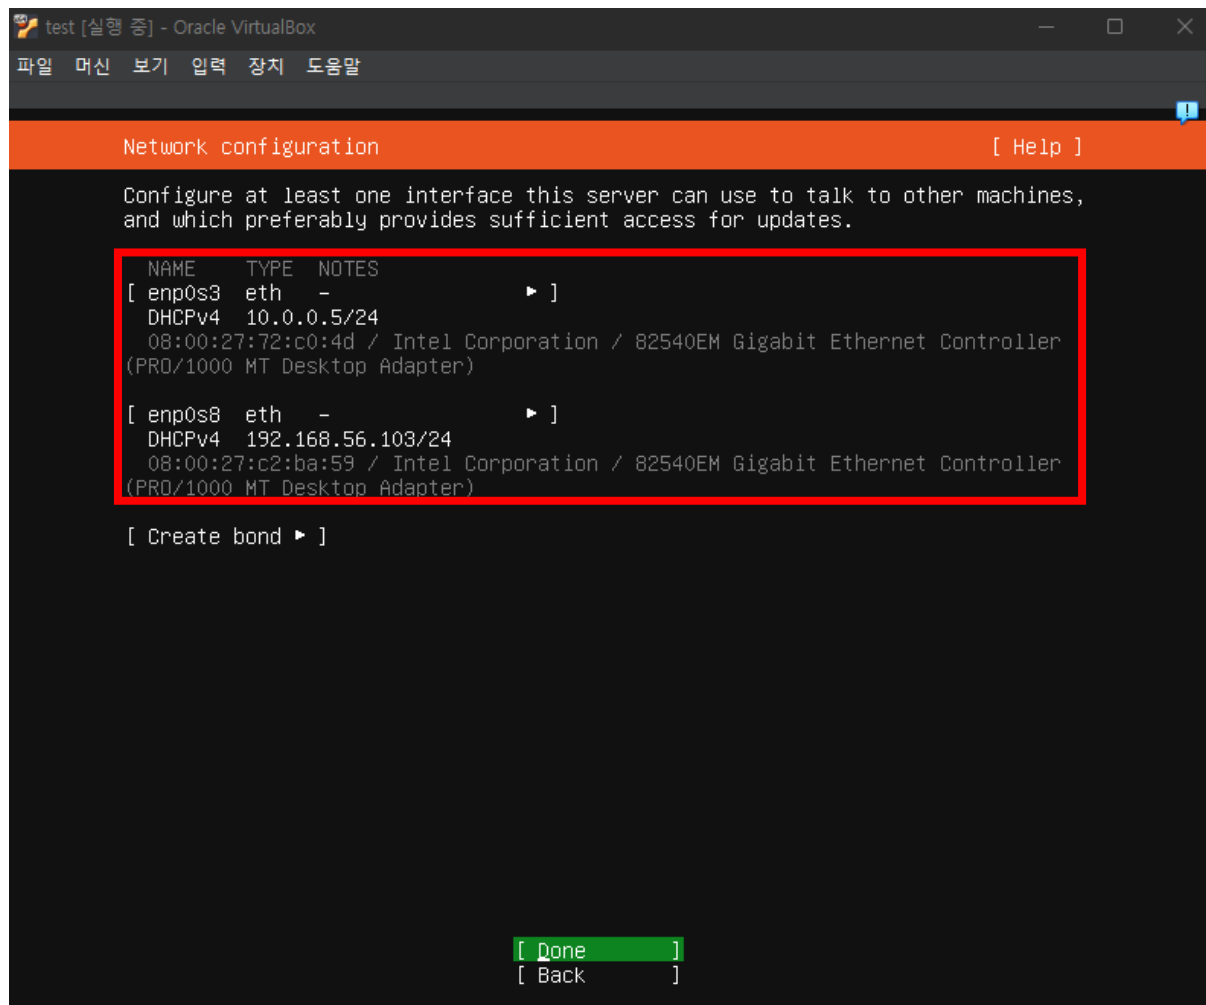 test [실행 중] - Oracle VirtualBox
파일 머신 보기 입력 장치 도움말
Network configuration [ Help ]
Configure at least one interface this server can use to talk to other machines,
and which preferably provides sufficient access for updates.
NAME TYPE NOTES
[ enp0s3 eth - ▸ ]
DHCPv4 10.0.0.5/24
08:00:27:72:c0:4d / Intel Corporation / 82540EM Gigabit Ethernet Controller
(PRO/1000 MT Desktop Adapter)
[ enp0s8 eth - ▸ ]
DHCPv4 192.168.56.103/24
08:00:27:c2:ba:59 / Intel Corporation / 82540EM Gigabit Ethernet Controller
(PRO/1000 MT Desktop Adapter)
[ Create bond ▸ ]
[ Done ]
[ Back ]